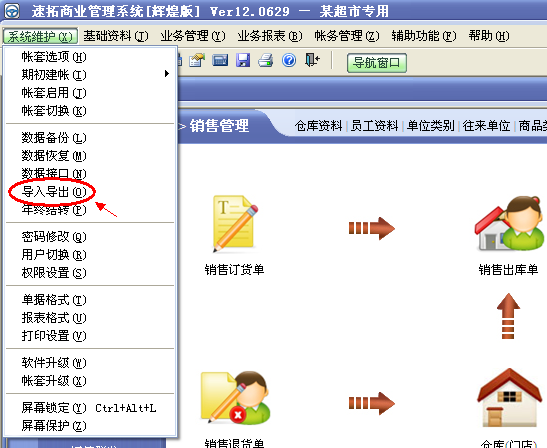 速拓商业管理系统[辉煌版] Ver12.0629 — 某超市专用
系统维护(X) 基础资料(J) 业务管理(Y) 业务报表(B) 帐务管理(Z) 辅助功能(F) 帮助(H)
导航窗口
帐套选项(H)
期初建帐(I)
帐套启用(J)
帐套切换(K)
数据备份(L)
数据恢复(M)
数据接口(N)
导入导出(O)
年终结转(P)
密码修改(Q)
用户切换(R)
权限设置(S)
单据格式(T)
报表格式(U)
打印设置(V)
软件升级(W)
帐套升级(X)
屏幕锁定(Y) Ctrl+Alt+L
屏幕保护(Z)
> 销售管理
仓库资料 | 员工资料 | 单位类别 | 往来单位 | 商品
T
销售订货单
销售出库单
销售退货单
仓库(门店)